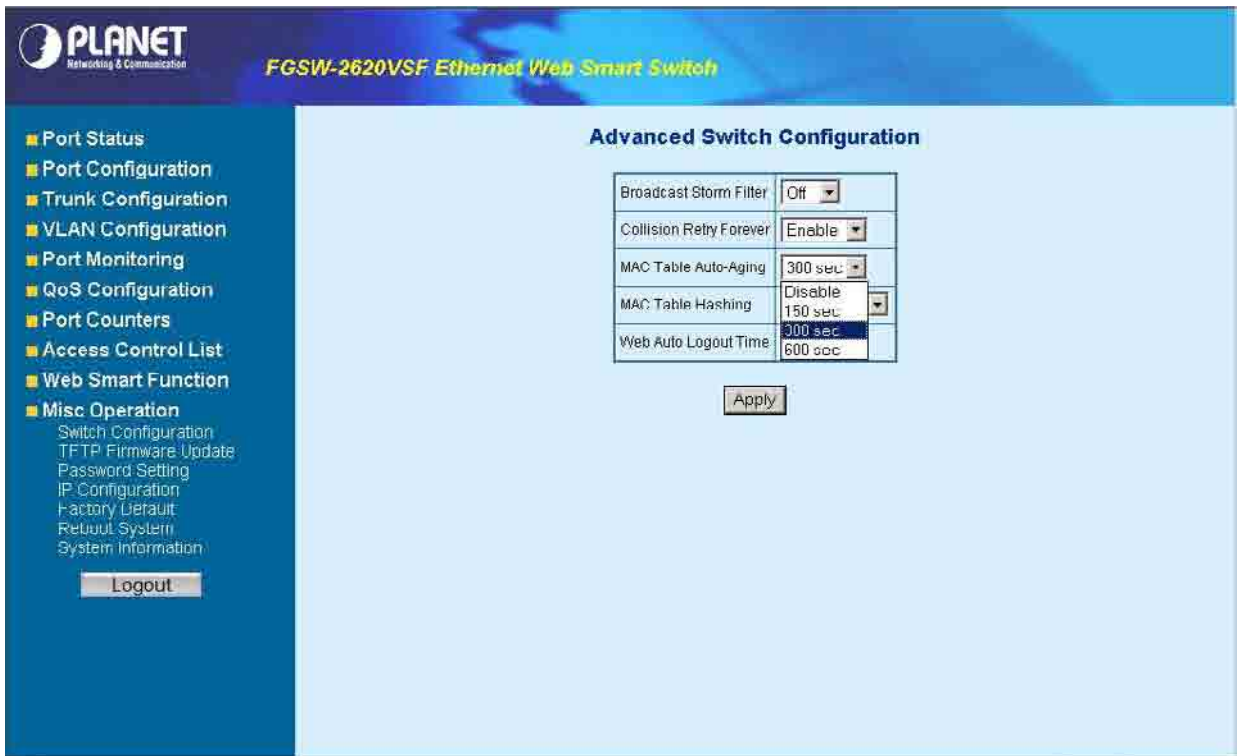 PLANET
Networking & Communication
FGSW-2620VSF Ethernet Web Smart Switch
Port Status
Port Configuration
Trunk Configuration
VLAN Configuration
Port Monitoring
QoS Configuration
Port Counters
Access Control List
Web Smart Function
Misc Operation
Switch Configuration
TFTP Firmware Update
Password Setting
IP Configuration
Factory Default
Reboot System
System Information
Logout
Advanced Switch Configuration
Broadcast Storm Filter Off
Collision Retry Forever Enable
MAC Table Auto-Aging 300 sec
Disable
MAC Table Hashing
150 sec
300 sec
Web Auto Logout Time
600 sec
Apply